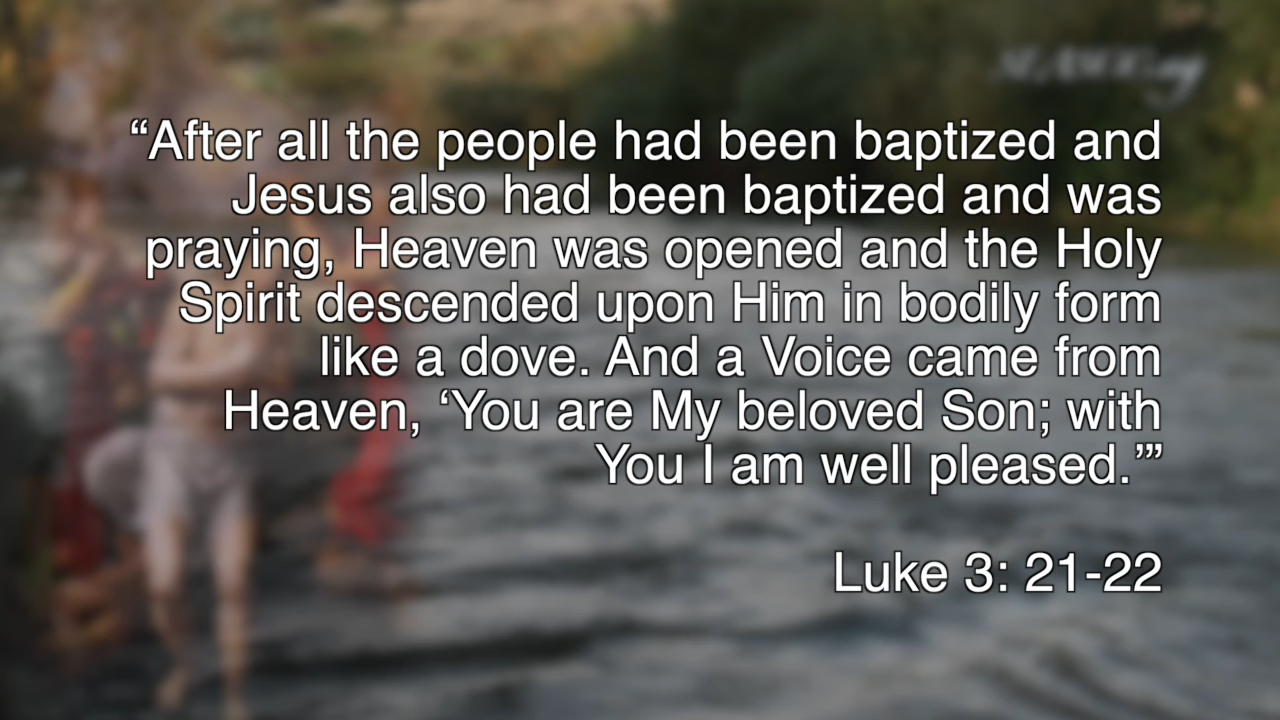 “After all the people had been baptized and
Jesus also had been baptized and was
praying, Heaven was opened and the Holy
Spirit descended upon Him in bodily form
like a dove. And a Voice came from
Heaven, ‘You are My beloved Son; with
You I am well pleased.’”
Luke 3: 21-22